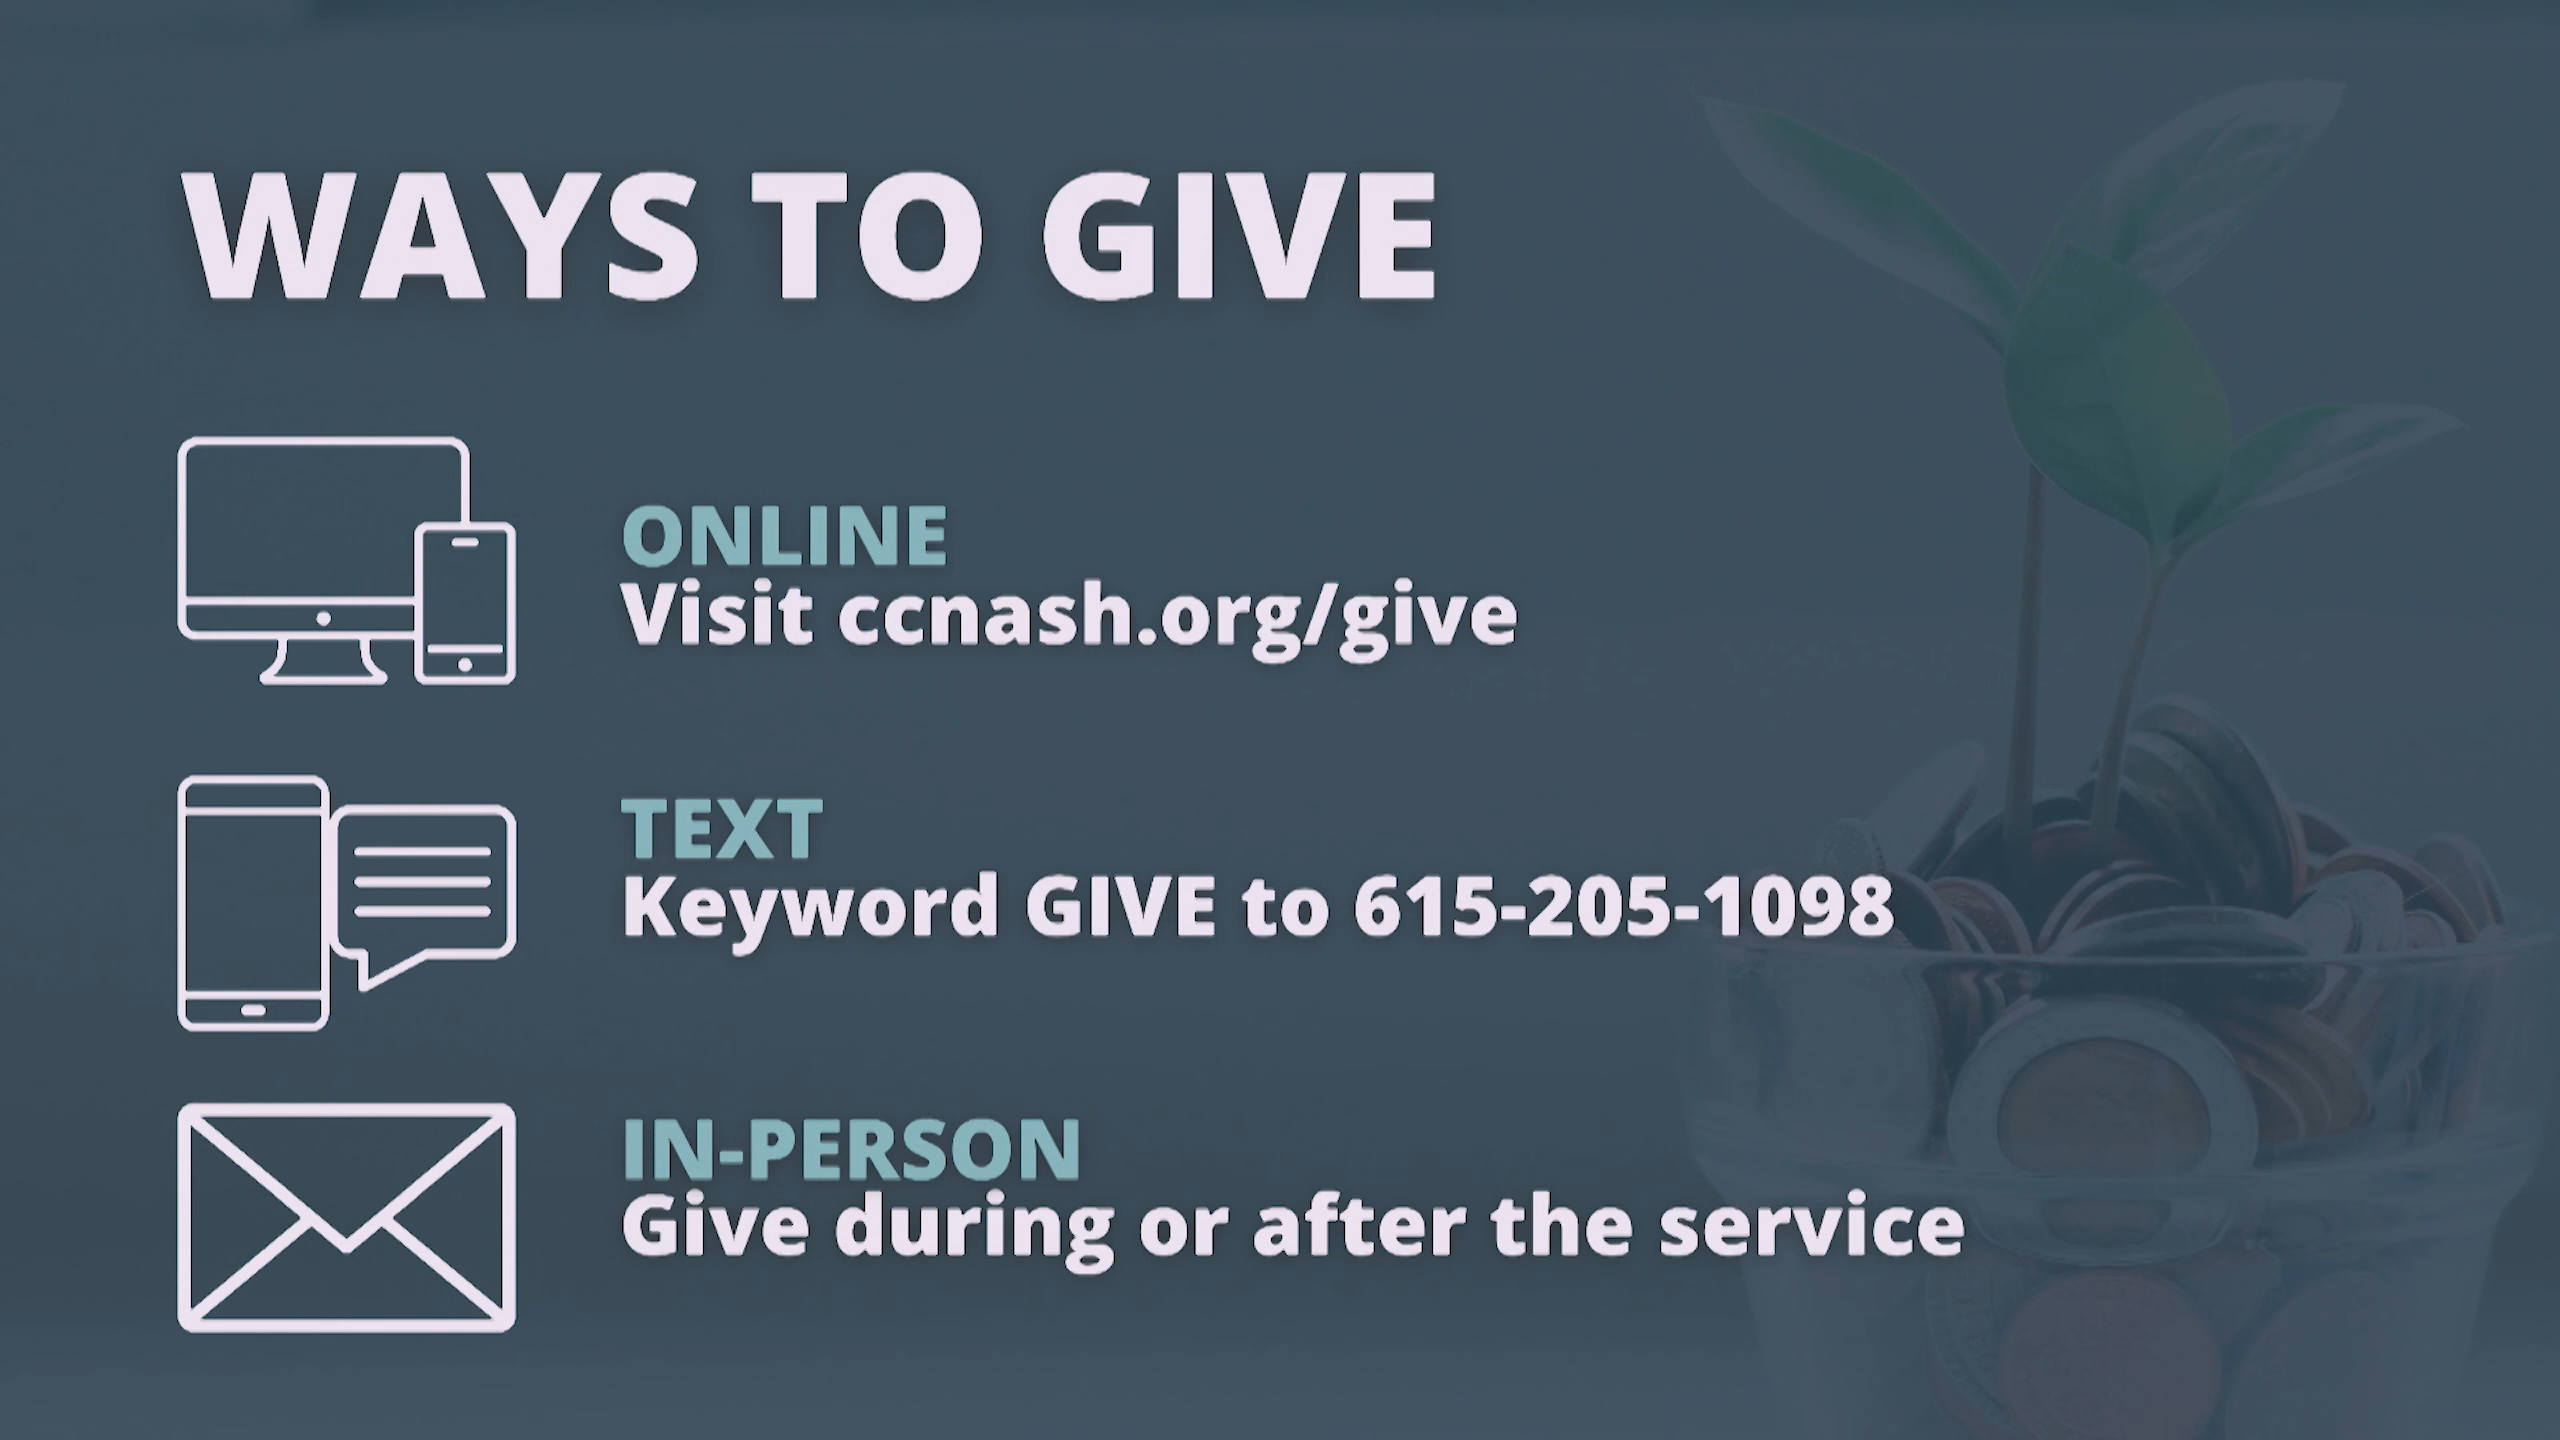 WAYS TO GIVE
ONLINE
Visit ccnash.org/give
TEXT
Keyword GIVE to 615-205-1098
IN-PERSON
Give during or after the service